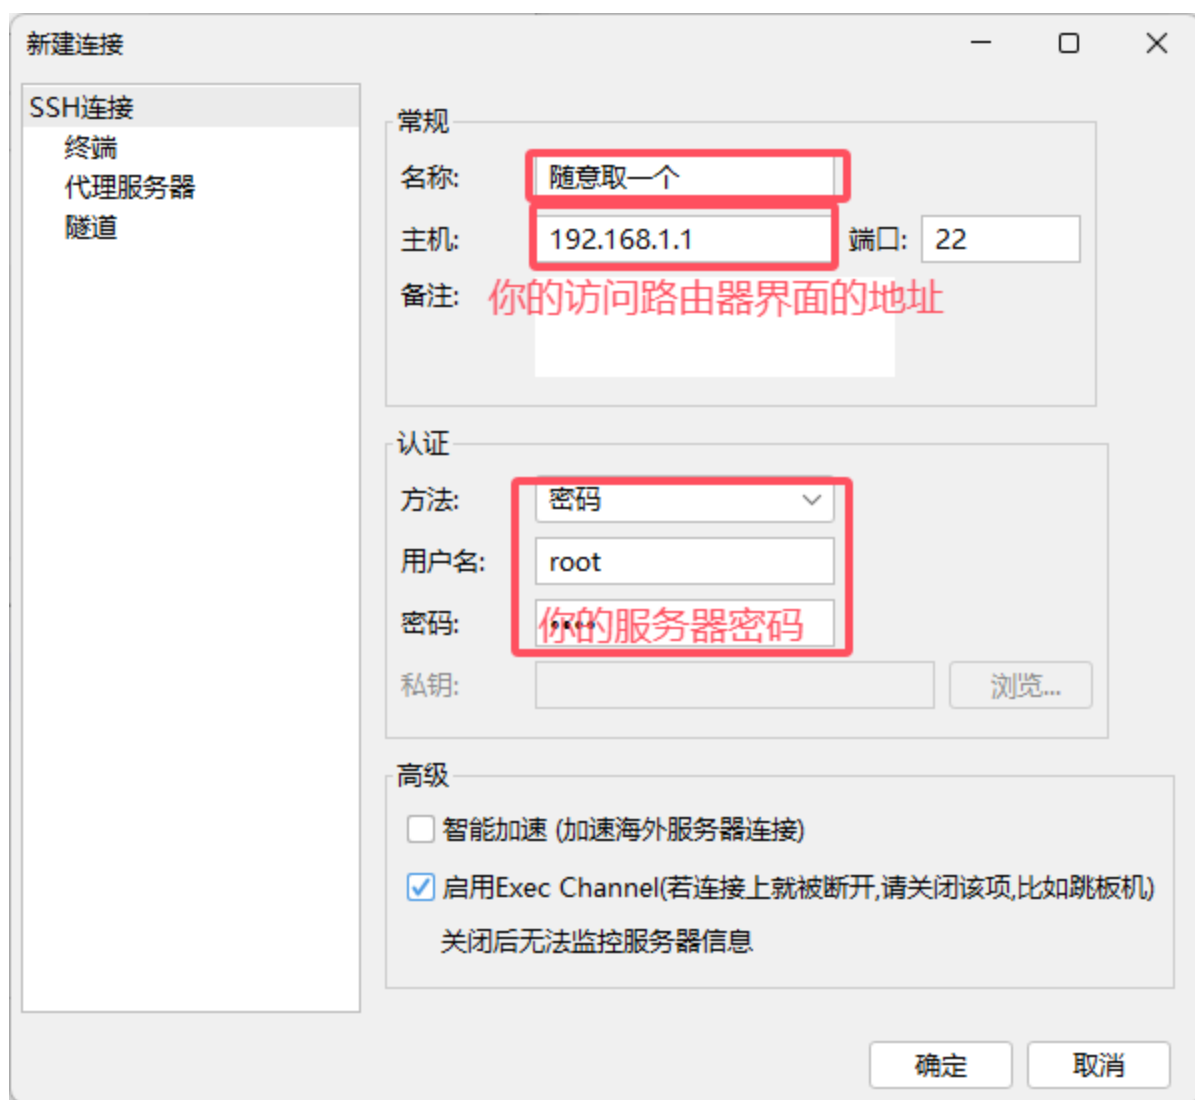 新建连接
SSH连接
终端
代理服务器
隧道
常规
名称: 随意取一个
主机: 192.168.1.1 端口: 22
备注: 你的访问路由器界面的地址
认证
方法: 密码
用户名: root
密码: 你的服务器密码
私钥: 浏览...
高级
智能加速 (加速海外服务器连接)
启用Exec Channel(若连接上就被断开,请关闭该项,比如跳板机)
关闭后无法监控服务器信息
确定 取消